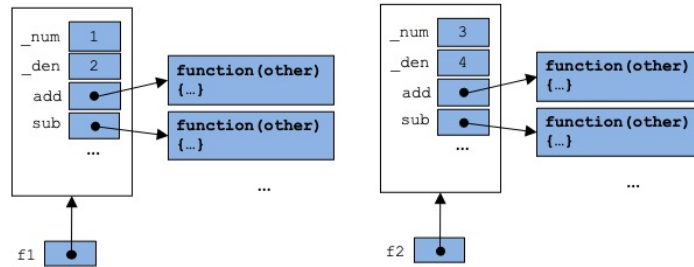 _num 1
_den 2
add
sub
...
function(other)
{…}
function(other)
{…}
...
f1
_num 3
_den 4
add
sub
...
function(other)
{…}
function(other)
{…}
...
f2